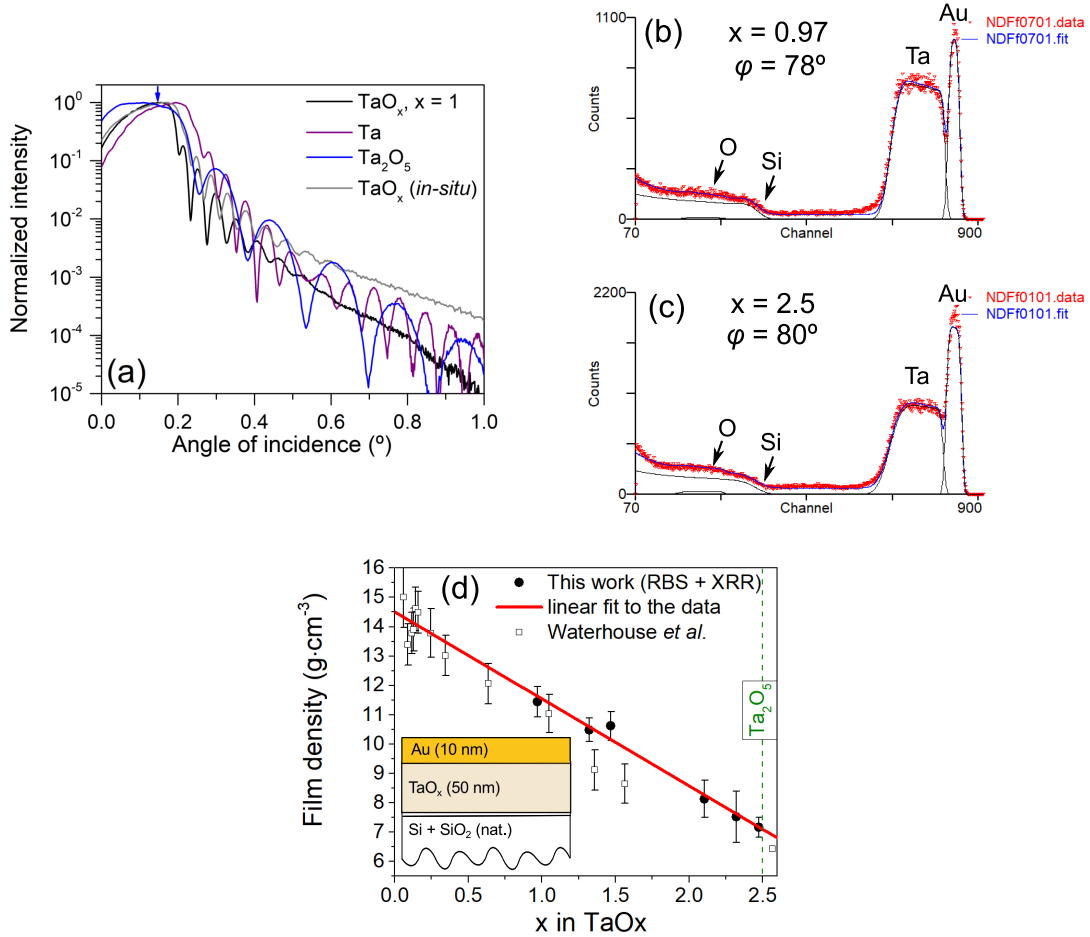 10⁰
10⁻¹
10⁻²
10⁻³
10⁻⁴
10⁻⁵
Normalized intensity
TaOₓ, x = 1
Ta
Ta₂O₅
TaOₓ (in-situ)
(a)
0.0 0.2 0.4 0.6 0.8 1.0
Angle of incidence (º)
1100
0
Counts
(b)
x = 0.97
φ = 78º
Au
NDFf0701.data
NDFf0701.fit
Ta
O
Si
70 Channel 900
2200
0
Counts
(c)
x = 2.5
φ = 80º
Au
NDFf0101.data
NDFf0101.fit
Ta
O
Si
70 Channel 900
16
15
14
13
12
11
10
9
8
7
6
Film density (g·cm⁻³)
(d)
This work (RBS + XRR)
linear fit to the data
Waterhouse et al.
Ta₂O₅
Au (10 nm)
TaOₓ (50 nm)
Si + SiO₂ (nat.)
0.0 0.5 1.0 1.5 2.0 2.5
x in TaOx